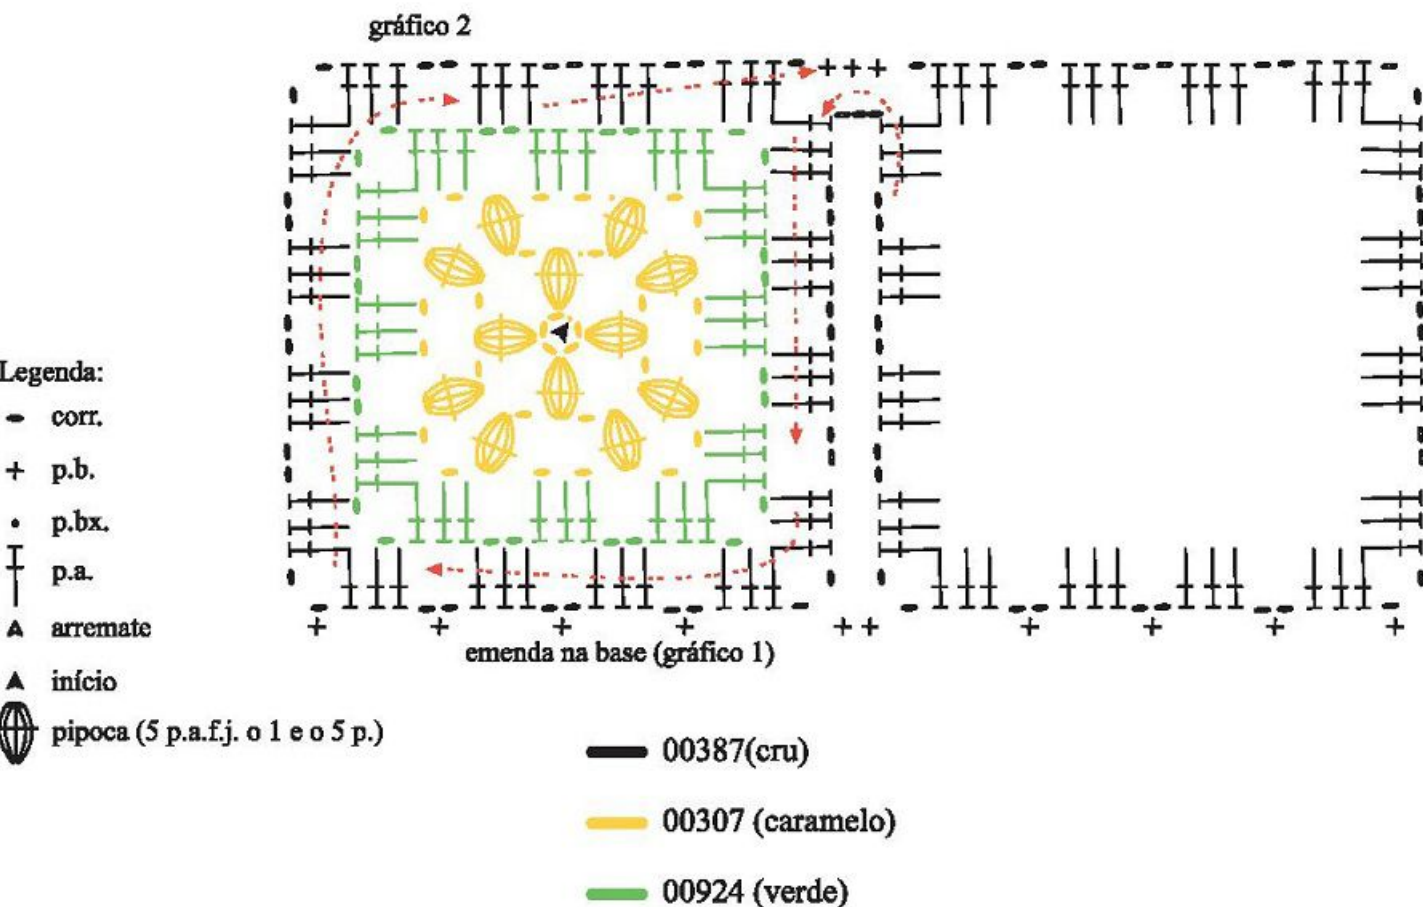 gráfico 2
Legenda:
corr.
p.b.
p.bx.
p.a.
arremate
início
pipoca (5 p.a.f.j. o 1 e o 5 p.)
emenda na base (gráfico 1)
00387(cru)
00307 (caramelo)
00924 (verde)